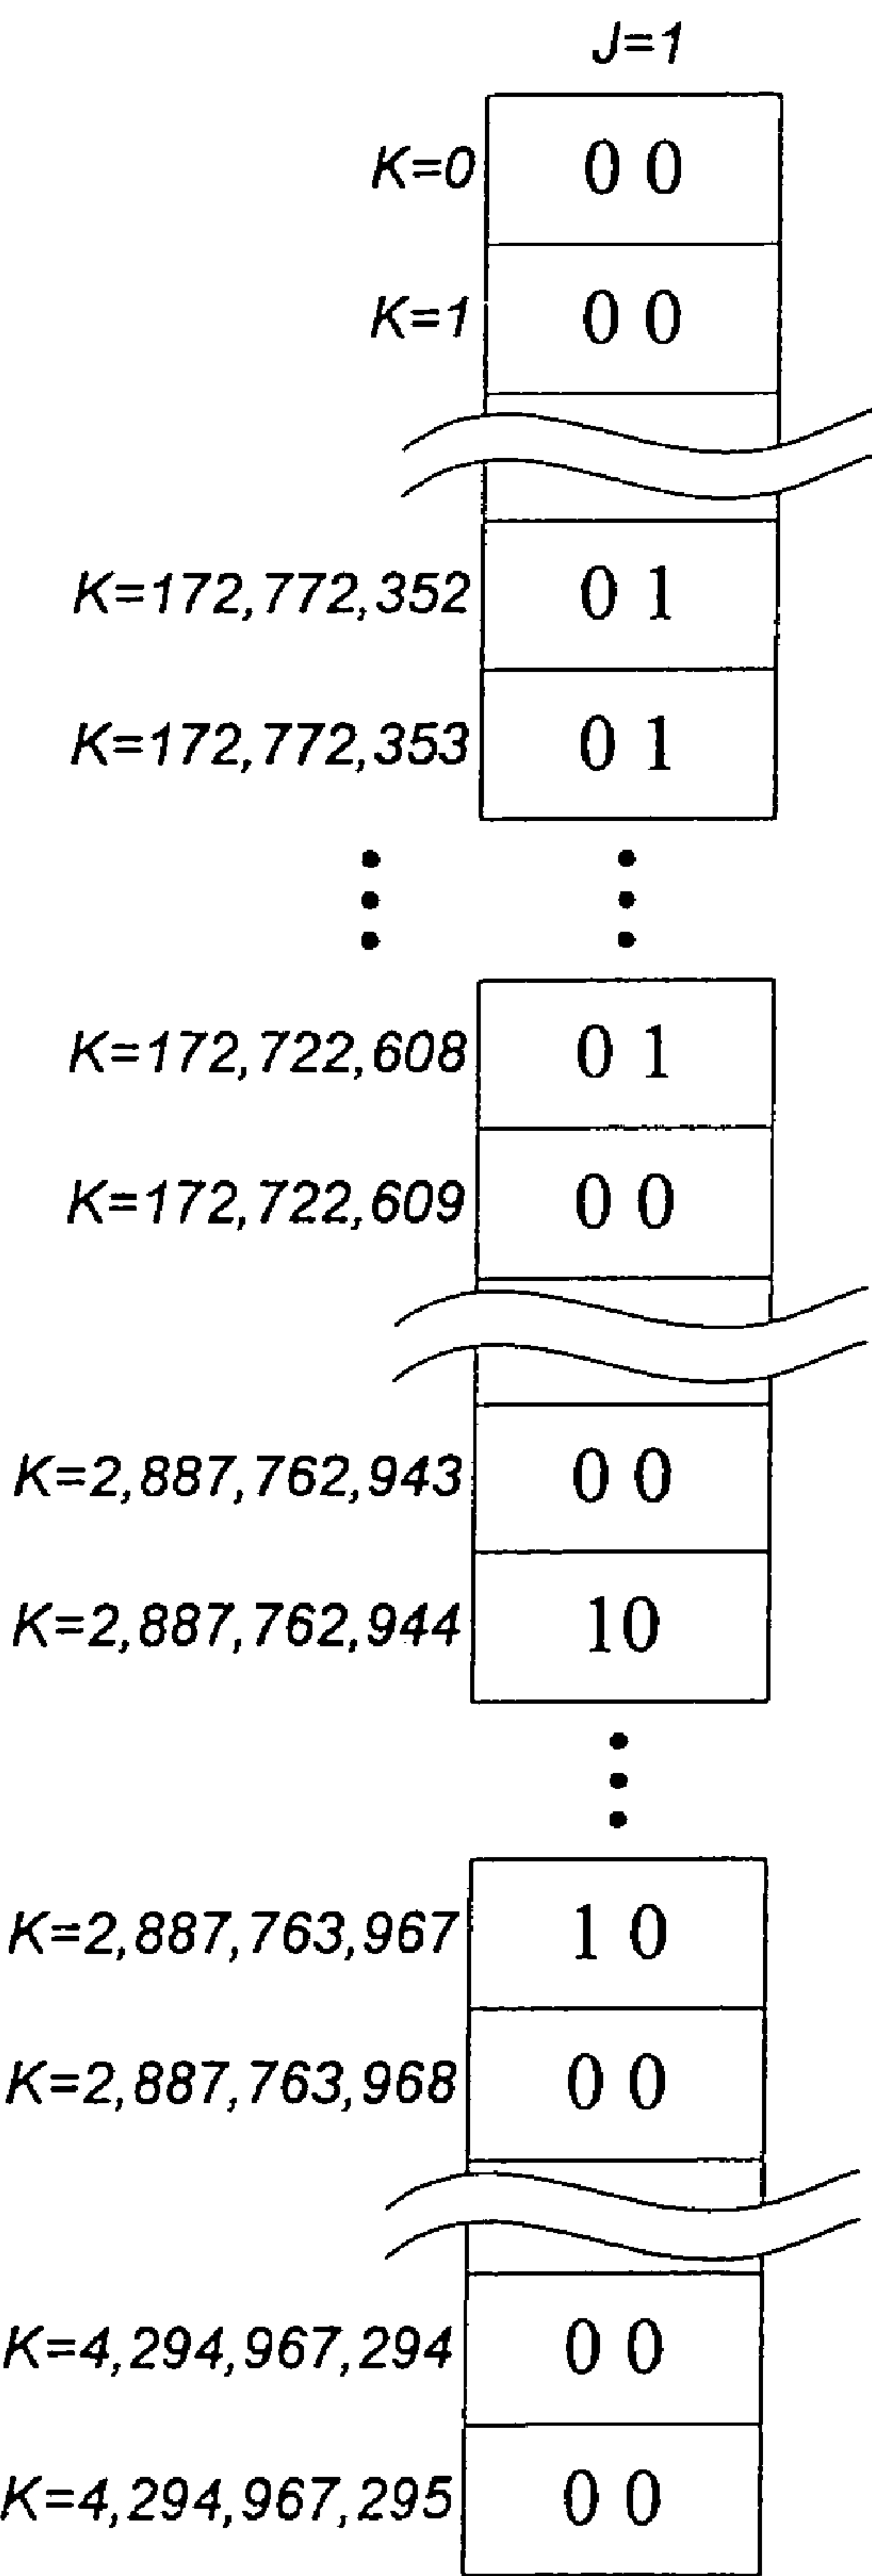 J=1
K=0 0 0
K=1 0 0
K=172,772,352 0 1
K=172,772,353 0 1
K=172,722,608 0 1
K=172,722,609 0 0
K=2,887,762,943 0 0
K=2,887,762,944 10
K=2,887,763,967 1 0
K=2,887,763,968 0 0
K=4,294,967,294 0 0
K=4,294,967,295 0 0